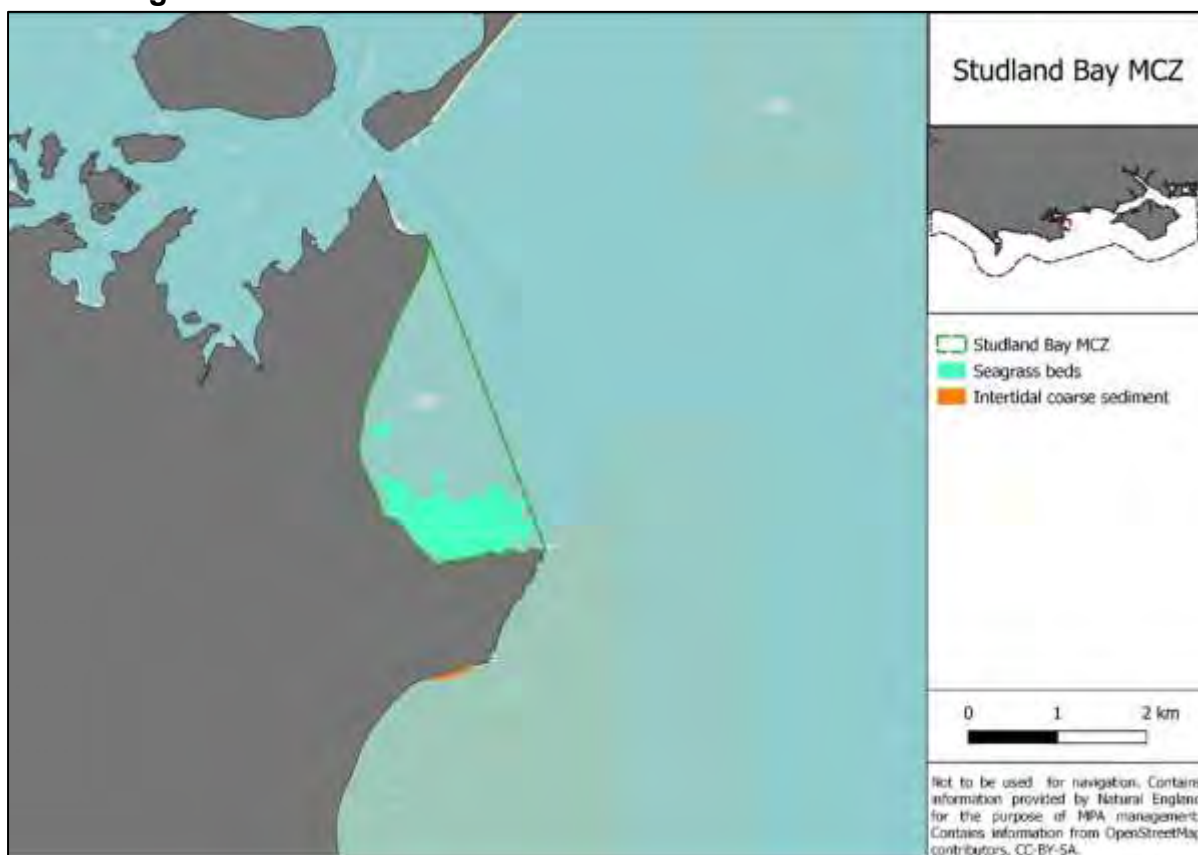 Studland Bay MCZ
Studland Bay MCZ
Seagrass beds
Intertidal coarse sediment
0 1 2 km
Not to be used for navigation. Contains
information provided by Natural England
for the purpose of MPA management
Contains information from OpenStreetMap
contributors, CC-BY-SA.